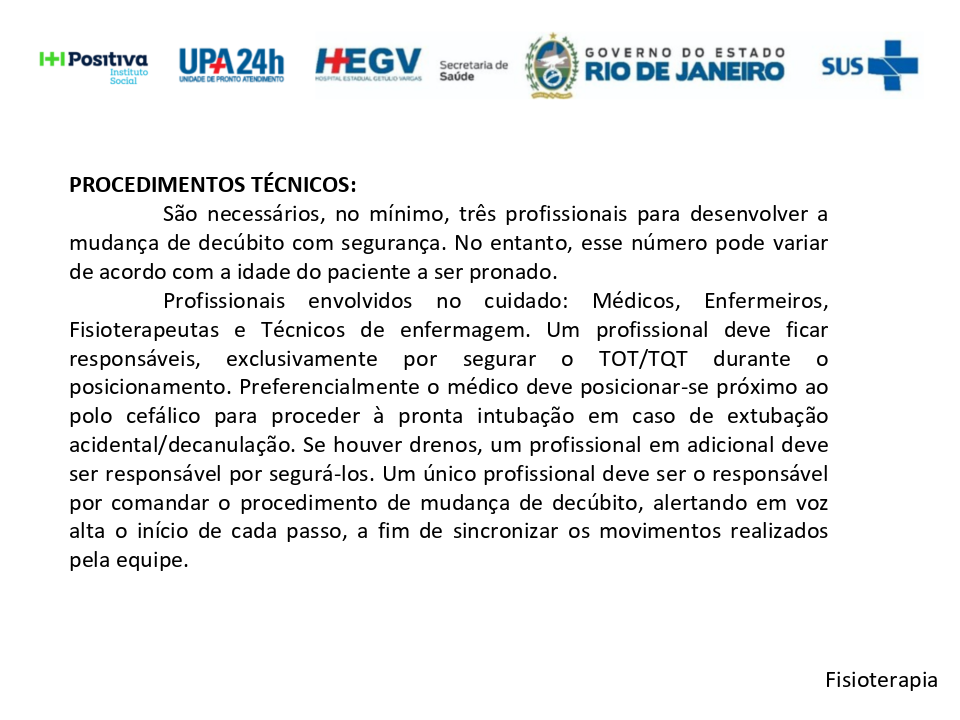 Positiva
Instituto
Social
UPA24h
UNIDADE DE PRONTO ATENDIMENTO
HEGV
HOSPITAL ESTADUAL GETULIO VARGAS
Secretaria de
Saúde
GOVERNO DO ESTADO
RIO DE JANEIRO
SUS
PROCEDIMENTOS TÉCNICOS:
São necessários, no mínimo, três profissionais para desenvolver a
mudança de decúbito com segurança. No entanto, esse número pode variar
de acordo com a idade do paciente a ser pronado.
Profissionais envolvidos no cuidado: Médicos, Enfermeiros,
Fisioterapeutas e Técnicos de enfermagem. Um profissional deve ficar
responsáveis, exclusivamente por segurar o TOT/TQT durante o
posicionamento. Preferencialmente o médico deve posicionar-se próximo ao
polo cefálico para proceder à pronta intubação em caso de extubação
acidental/decanulação. Se houver drenos, um profissional em adicional deve
ser responsável por segurá-los. Um único profissional deve ser o responsável
por comandar o procedimento de mudança de decúbito, alertando em voz
alta o início de cada passo, a fim de sincronizar os movimentos realizados
pela equipe.
Fisioterapia